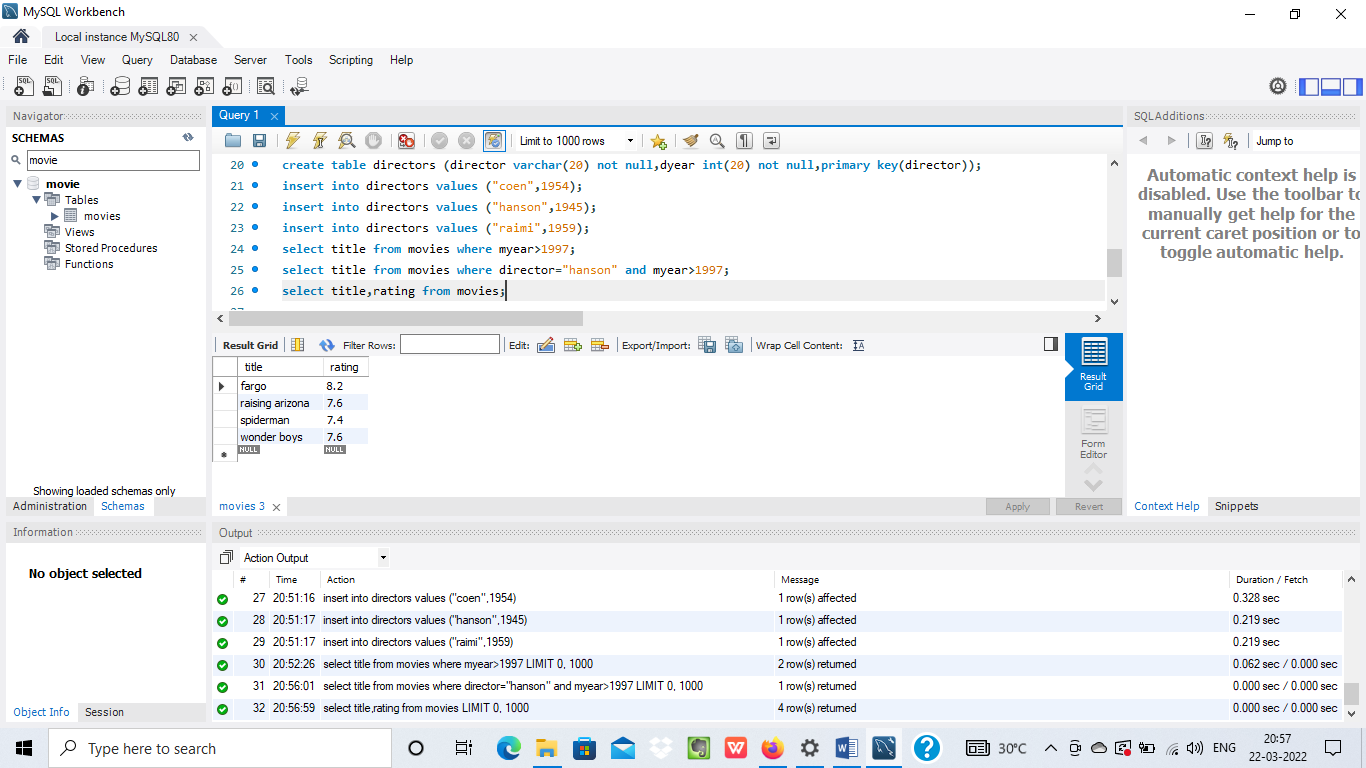 MySQL Workbench
Local instance MySQL80
File Edit View Query Database Server Tools Scripting Help
Navigator
SCHEMAS
movie
movie
Tables
movies
Views
Stored Procedures
Functions
Showing loaded schemas only
Administration Schemas
Information
No object selected
Object Info Session
Query 1
Limit to 1000 rows
20 create table directors (director varchar(20) not null,dyear int(20) not null,primary key(director));
21 insert into directors values ("coen",1954);
22 insert into directors values ("hanson",1945);
23 insert into directors values ("raimi",1959);
24 select title from movies where myear>1997;
25 select title from movies where director="hanson" and myear>1997;
26 select title,rating from movies;
Result Grid Filter Rows: Edit: Export/Import: Wrap Cell Content:
title rating
fargo 8.2
raising arizona 7.6
spiderman 7.4
wonder boys 7.6
NULL NULL
Result
Grid
Form
Editor
movies 3 Apply Revert
SQLAdditions
Jump to
Automatic context help is
disabled. Use the toolbar to
manually get help for the
current caret position or to
toggle automatic help.
Context Help Snippets
Output
Action Output
# Time Action Message Duration / Fetch
27 20:51:16 insert into directors values ("coen",1954) 1 row(s) affected 0.328 sec
28 20:51:17 insert into directors values ("hanson",1945) 1 row(s) affected 0.219 sec
29 20:51:17 insert into directors values ("raimi",1959) 1 row(s) affected 0.219 sec
30 20:52:26 select title from movies where myear>1997 LIMIT 0, 1000 2 row(s) returned 0.062 sec / 0.000 sec
31 20:56:01 select title from movies where director="hanson" and myear>1997 LIMIT 0, 1000 1 row(s) returned 0.000 sec / 0.000 sec
32 20:56:59 select title,rating from movies LIMIT 0, 1000 4 row(s) returned 0.000 sec / 0.000 sec
Type here to search
30°C
ENG
20:57
22-03-2022